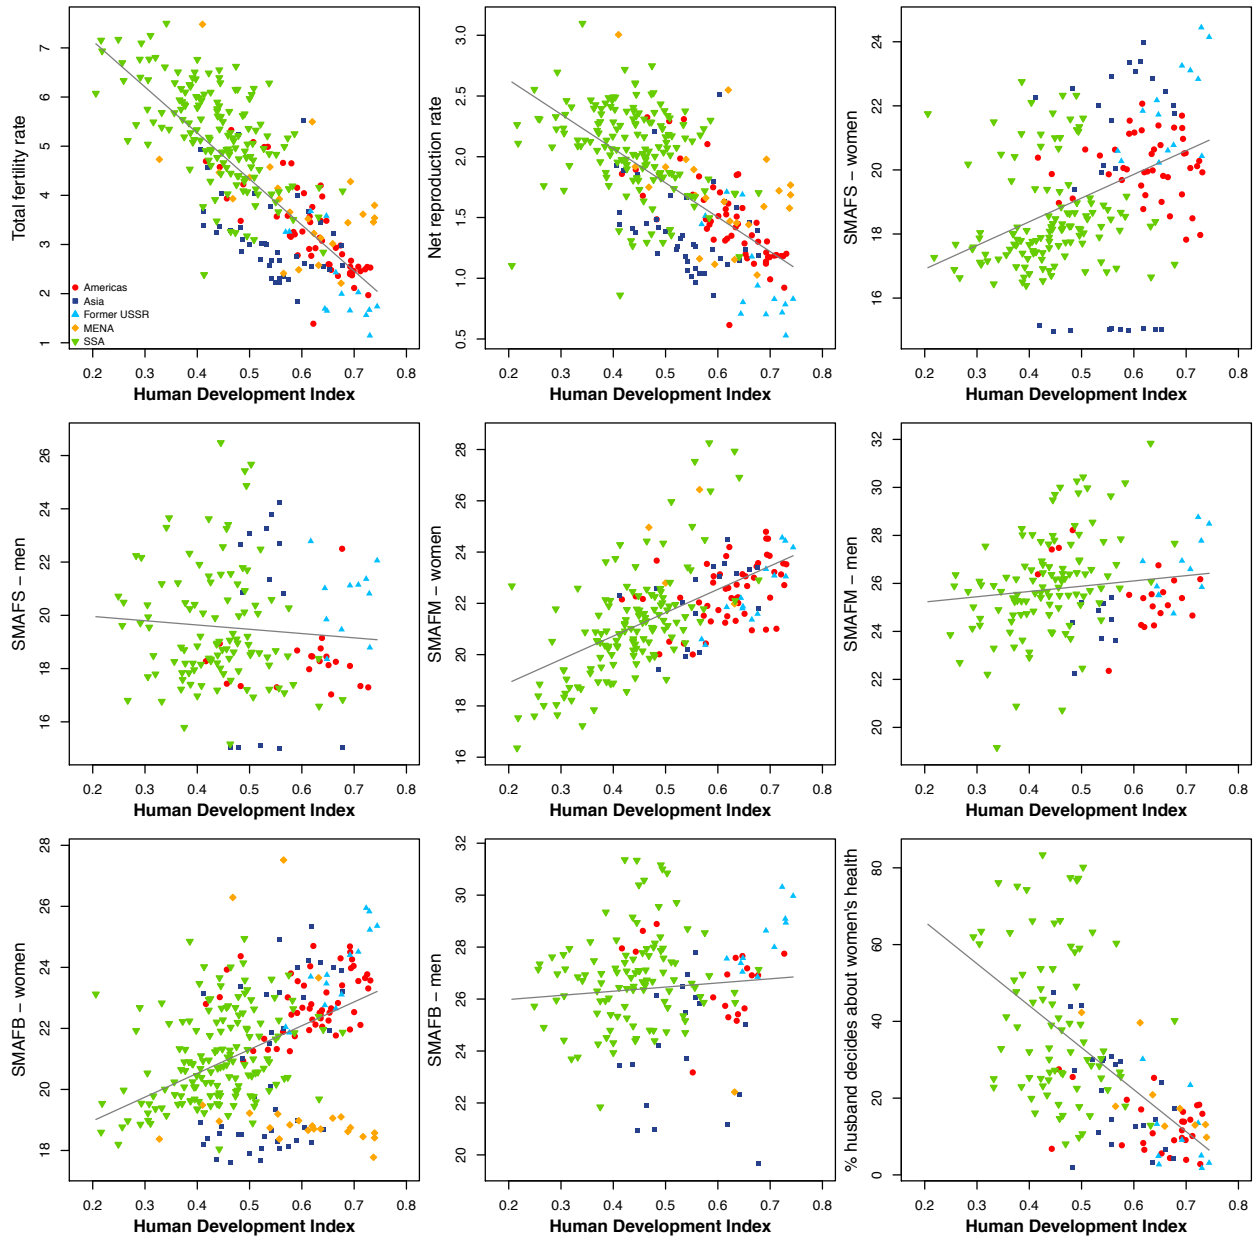 Total fertility rate
7
6
5
4
3
2
1
Americas
Asia
Former USSR
MENA
SSA
0.2 0.3 0.4 0.5 0.6 0.7 0.8
Human Development Index
Net reproduction rate
3.0
2.5
2.0
1.5
1.0
0.5
0.2 0.3 0.4 0.5 0.6 0.7 0.8
Human Development Index
SMAFS – women
24
22
20
18
16
0.2 0.3 0.4 0.5 0.6 0.7 0.8
Human Development Index
SMAFS – men
26
24
22
20
18
16
0.2 0.3 0.4 0.5 0.6 0.7 0.8
Human Development Index
SMAFM – women
28
26
24
22
20
18
16
0.2 0.3 0.4 0.5 0.6 0.7 0.8
Human Development Index
SMAFM – men
32
30
28
26
24
22
20
0.2 0.3 0.4 0.5 0.6 0.7 0.8
Human Development Index
SMAFB – women
28
26
24
22
20
18
0.2 0.3 0.4 0.5 0.6 0.7 0.8
Human Development Index
SMAFB – men
32
30
28
26
24
22
20
0.2 0.3 0.4 0.5 0.6 0.7 0.8
Human Development Index
% husband decides about women's health
80
60
40
20
0
0.2 0.3 0.4 0.5 0.6 0.7 0.8
Human Development Index